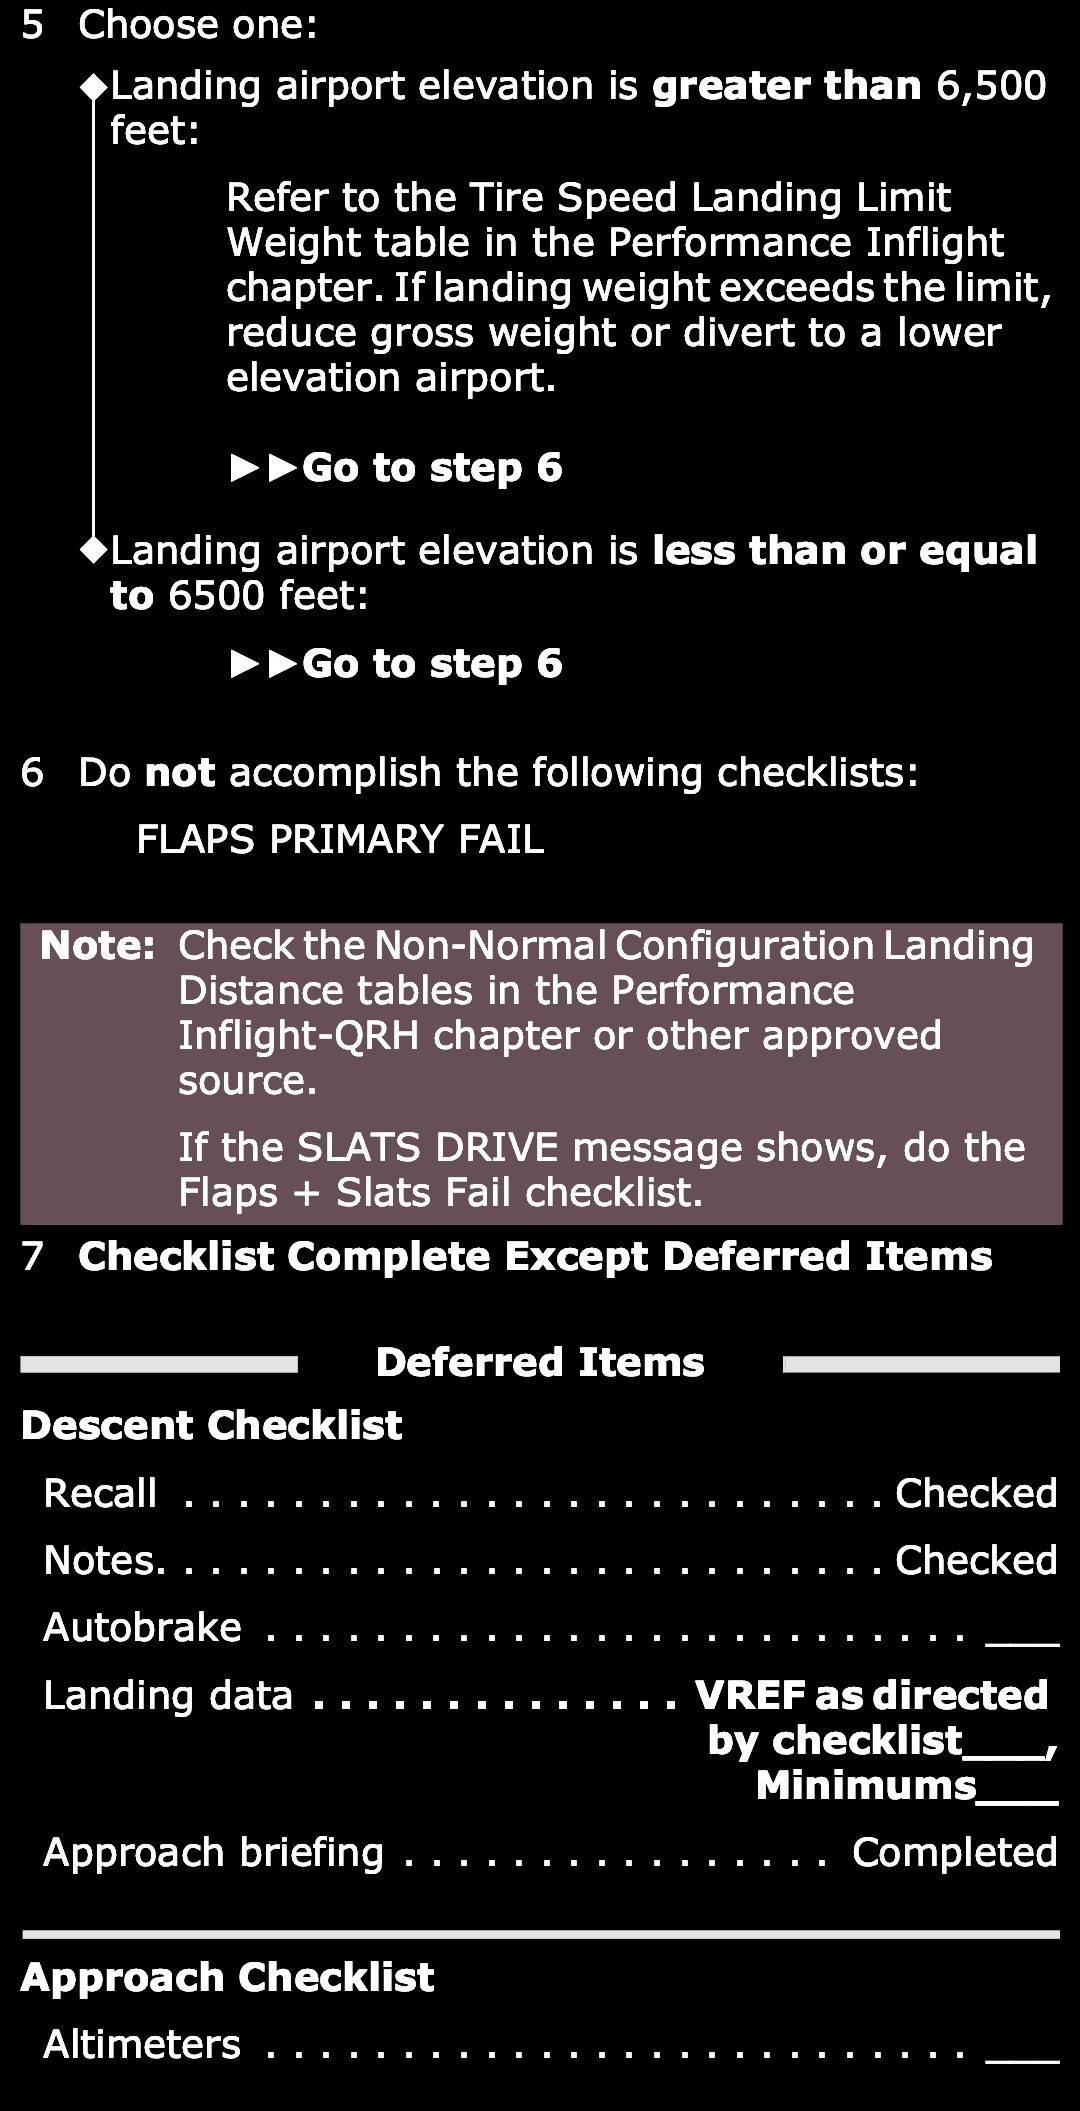 5 Choose one:
◆Landing airport elevation is greater than 6,500
feet:
Refer to the Tire Speed Landing Limit
Weight table in the Performance Inflight
chapter. If landing weight exceeds the limit,
reduce gross weight or divert to a lower
elevation airport.
►►Go to step 6
◆Landing airport elevation is less than or equal
to 6500 feet:
►►Go to step 6
6 Do not accomplish the following checklists:
FLAPS PRIMARY FAIL
Note: Check the Non-Normal Configuration Landing
Distance tables in the Performance
Inflight-QRH chapter or other approved
source.
If the SLATS DRIVE message shows, do the
Flaps + Slats Fail checklist.
7 Checklist Complete Except Deferred Items
Deferred Items
Descent Checklist
Recall . . . . . . . . . . . . . . . . . . . . . . . . . . Checked
Notes. . . . . . . . . . . . . . . . . . . . . . . . . . . Checked
Autobrake . . . . . . . . . . . . . . . . . . . . . . . . . . ___
Landing data . . . . . . . . . . . . . . VREF as directed
by checklist___,
Minimums___
Approach briefing . . . . . . . . . . . . . . . . Completed
Approach Checklist
Altimeters . . . . . . . . . . . . . . . . . . . . . . . . . . ___